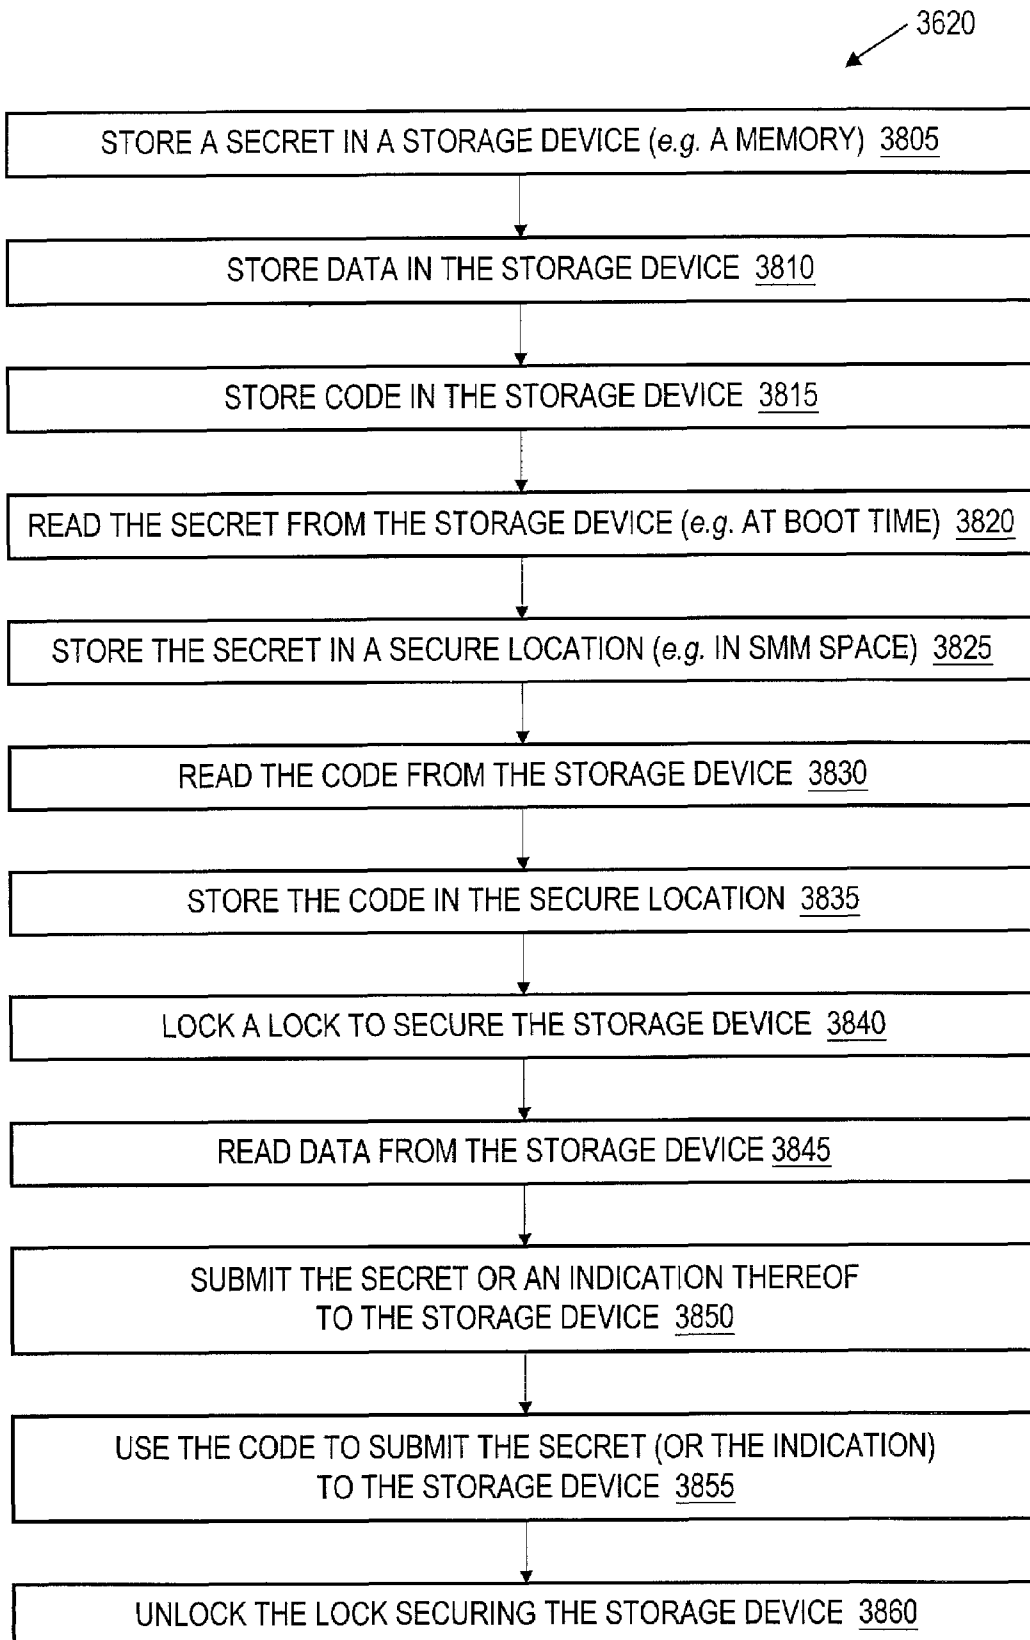 3620
STORE A SECRET IN A STORAGE DEVICE (e.g. A MEMORY) 3805
STORE DATA IN THE STORAGE DEVICE 3810
STORE CODE IN THE STORAGE DEVICE 3815
READ THE SECRET FROM THE STORAGE DEVICE (e.g. AT BOOT TIME) 3820
STORE THE SECRET IN A SECURE LOCATION (e.g. IN SMM SPACE) 3825
READ THE CODE FROM THE STORAGE DEVICE 3830
STORE THE CODE IN THE SECURE LOCATION 3835
LOCK A LOCK TO SECURE THE STORAGE DEVICE 3840
READ DATA FROM THE STORAGE DEVICE 3845
SUBMIT THE SECRET OR AN INDICATION THEREOF
TO THE STORAGE DEVICE 3850
USE THE CODE TO SUBMIT THE SECRET (OR THE INDICATION)
TO THE STORAGE DEVICE 3855
UNLOCK THE LOCK SECURING THE STORAGE DEVICE 3860